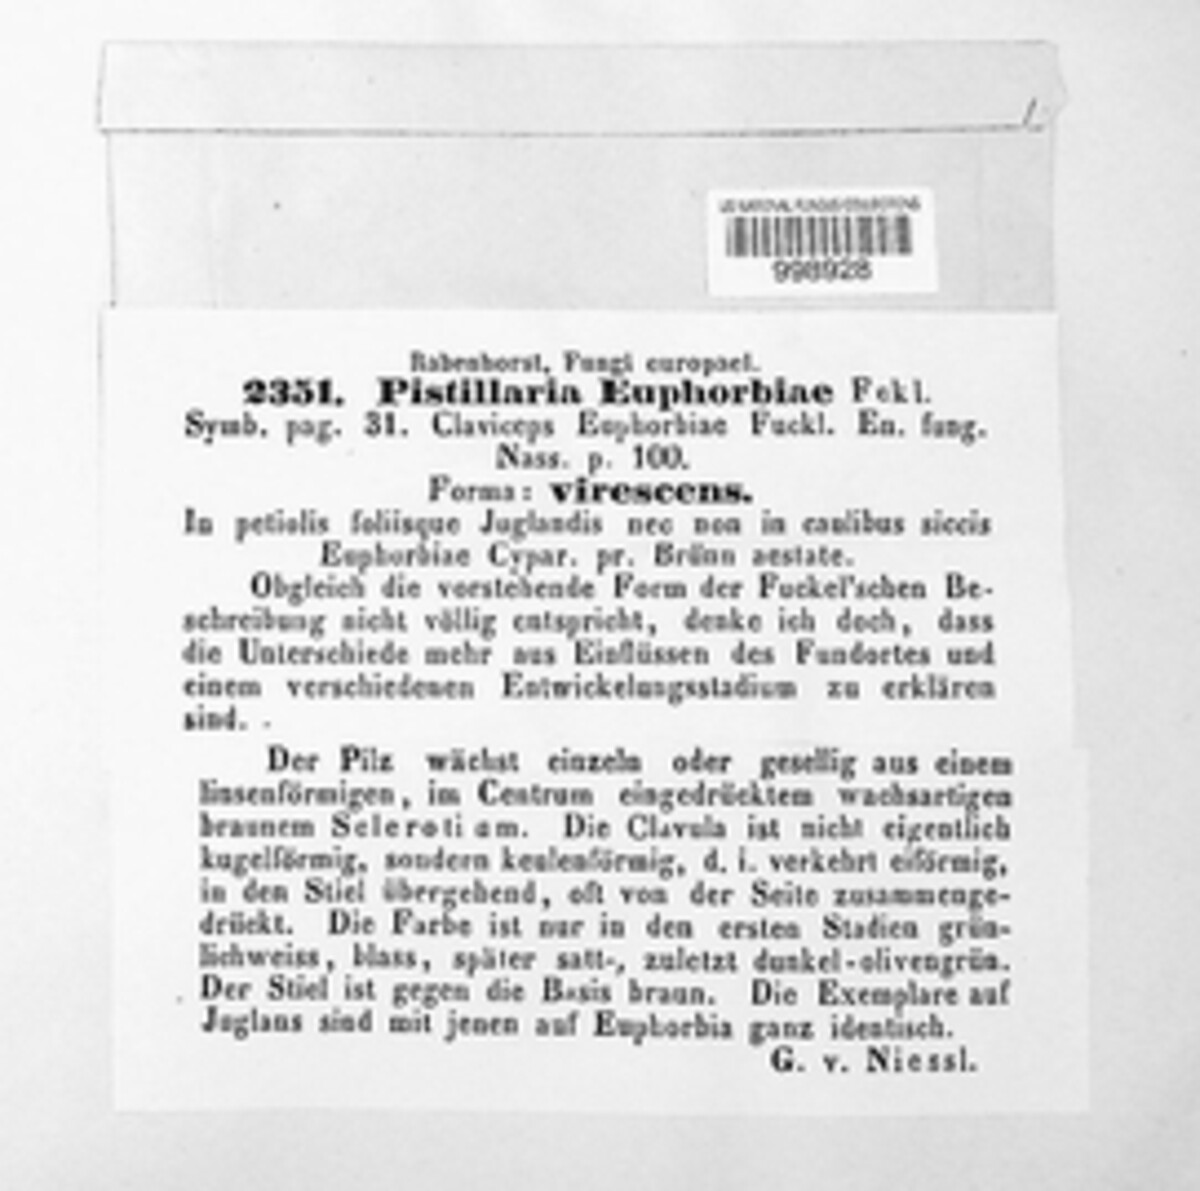 US NATIONAL FUNGUS COLLECTIONS
998928
Rabenhorst, Fungi europaei.
2351. Pistillaria Euphorbiae Fckl.
Symb. pag. 31. Claviceps Euphorbiae Fuckl. En. fung.
Nass. p. 100.
Forma: virescens.
In petiolis foliisque Juglandis nec non in caulibus siccis
Euphorbiae Cypar. pr. Brünn aestate.
Obgleich die vorstehende Form der Fuckel'schen Be-
schreibung nicht völlig entspricht, denke ich doch, dass
die Unterschiede mehr aus Einflüssen des Fundortes und
einem verschiedenen Entwickelungsstadium zu erklären
sind.
Der Pilz wächst einzeln oder gesellig aus einem
linsenförmigen, im Centrum eingedrücktem wachsartigen
braunem Sclerotium. Die Clavula ist nicht eigentlich
kugelförmig, sondern keulenförmig, d. i. verkehrt eiförmig,
in den Stiel übergehend, oft von der Seite zusammenge-
drückt. Die Farbe ist nur in den ersten Stadien grün-
lichweiss, blass, später satt-, zuletzt dunkel-olivengrün.
Der Stiel ist gegen die Basis braun. Die Exemplare auf
Juglans sind mit jenen auf Euphorbia ganz identisch.
G. v. Niessl.